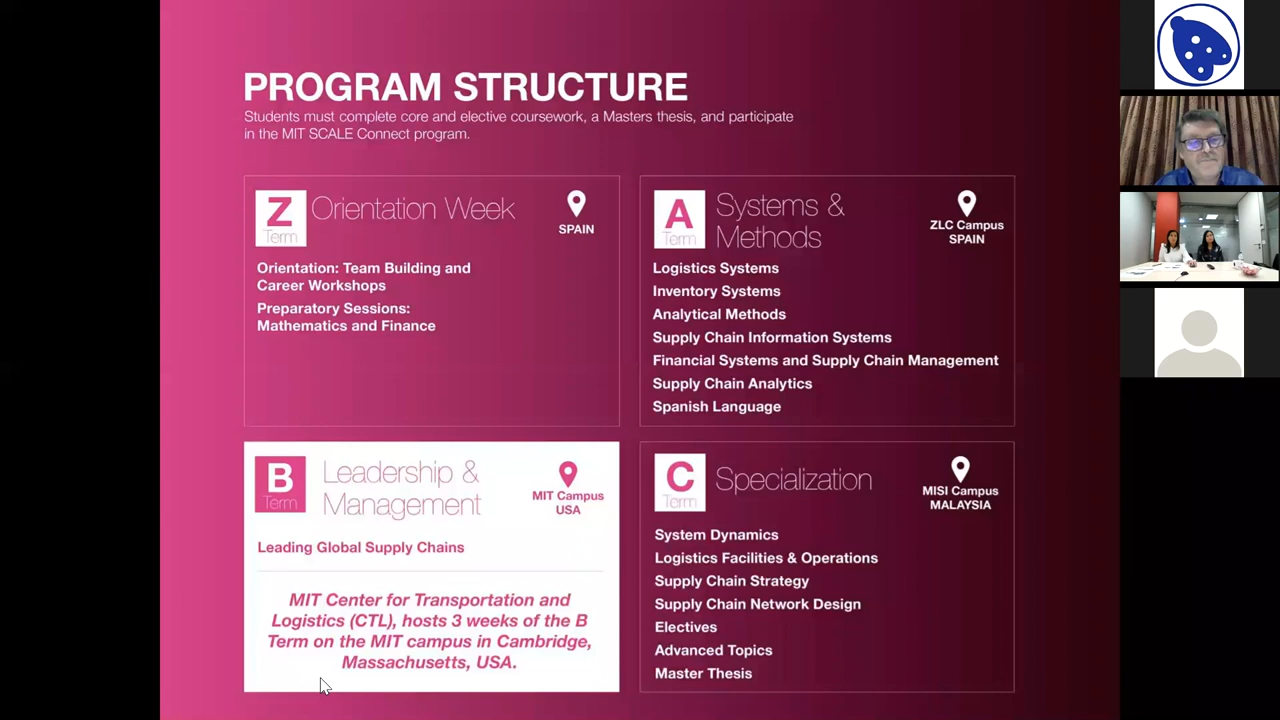 PROGRAM STRUCTURE
Students must complete core and elective coursework, a Masters thesis, and participate
in the MIT SCALE Connect program.
Z
Term
Orientation Week
SPAIN
Orientation: Team Building and
Career Workshops
Preparatory Sessions:
Mathematics and Finance
A
Term
Systems &
Methods
ZLC Campus
SPAIN
Logistics Systems
Inventory Systems
Analytical Methods
Supply Chain Information Systems
Financial Systems and Supply Chain Management
Supply Chain Analytics
Spanish Language
B
Term
Leadership &
Management
MIT Campus
USA
Leading Global Supply Chains
MIT Center for Transportation and
Logistics (CTL), hosts 3 weeks of the B
Term on the MIT campus in Cambridge,
Massachusetts, USA.
C
Term
Specialization
MISI Campus
MALAYSIA
System Dynamics
Logistics Facilities & Operations
Supply Chain Strategy
Supply Chain Network Design
Electives
Advanced Topics
Master Thesis